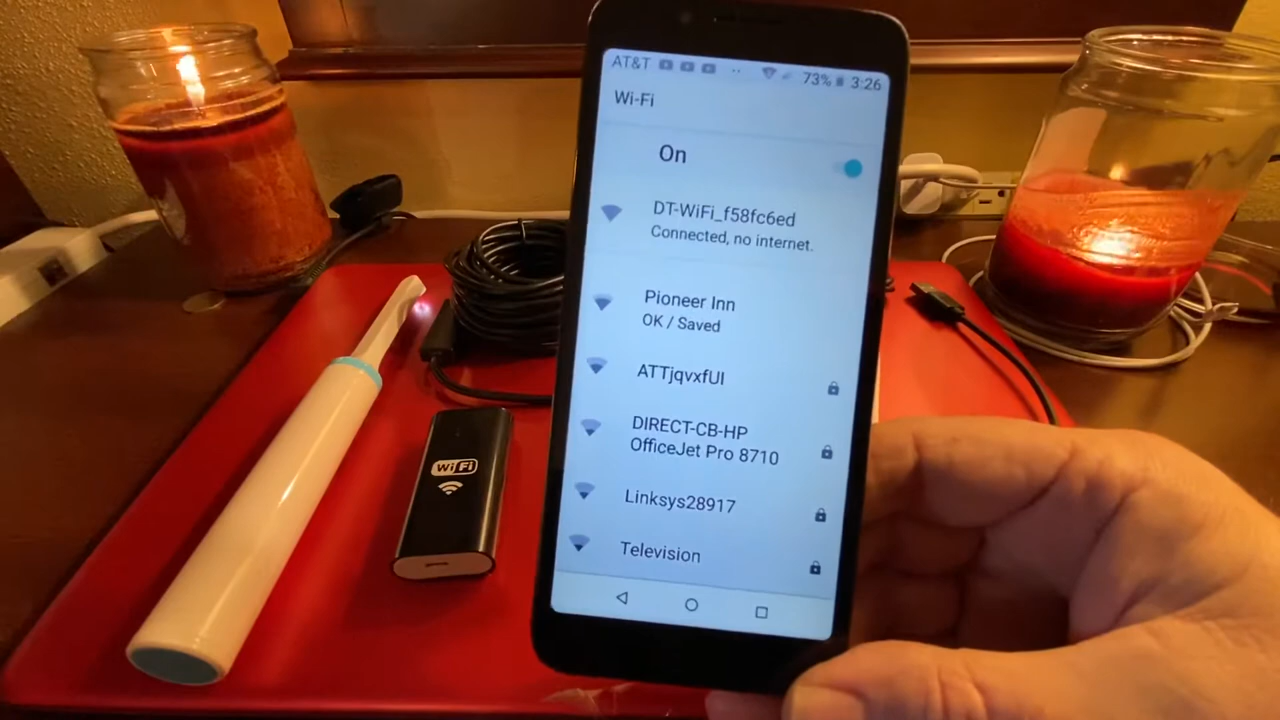 AT&T 73% 3:26
Wi-Fi
On
DT-WiFi_f58fc6ed
Connected, no internet.
Pioneer Inn
OK / Saved
ATTjqvxfUI
DIRECT-CB-HP
OfficeJet Pro 8710
Linksys28917
Television
WiFi